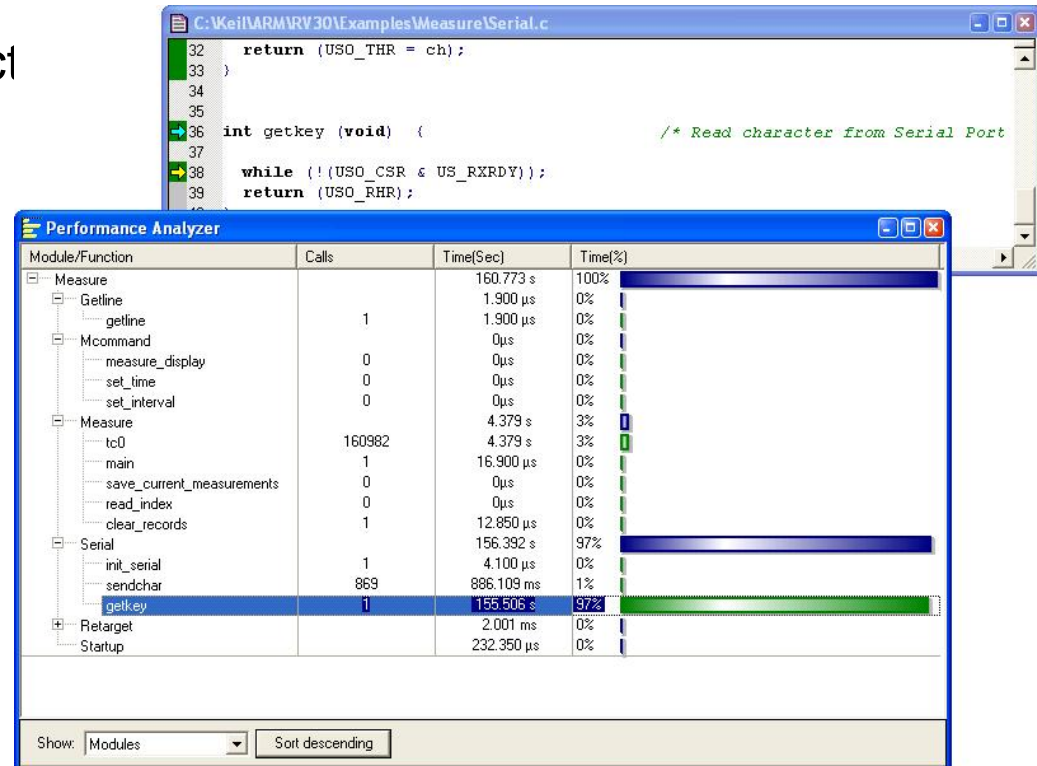 C:\Keil\ARM\RV30\Examples\Measure\Serial.c
32 return (USO_THR = ch);
33 }
34
35
36 int getkey (void) { /* Read character from Serial Port
37
38 while (!(USO_CSR & US_RXRDY));
39 return (USO_RHR);
Performance Analyzer
Module/Function Calls Time(Sec) Time(%)
Measure 160.773 s 100%
Getline 1.900 µs 0%
getline 1 1.900 µs 0%
Mcommand 0µs 0%
measure_display 0 0µs 0%
set_time 0 0µs 0%
set_interval 0 0µs 0%
Measure 4.379 s 3%
tc0 160982 4.379 s 3%
main 1 16.900 µs 0%
save_current_measurements 0 0µs 0%
read_index 0 0µs 0%
clear_records 1 12.850 µs 0%
Serial 156.392 s 97%
init_serial 1 4.100 µs 0%
sendchar 869 886.109 ms 1%
getkey 1 155.506 s 97%
Retarget 2.001 ms 0%
Startup 232.350 µs 0%
Show: Modules Sort descending